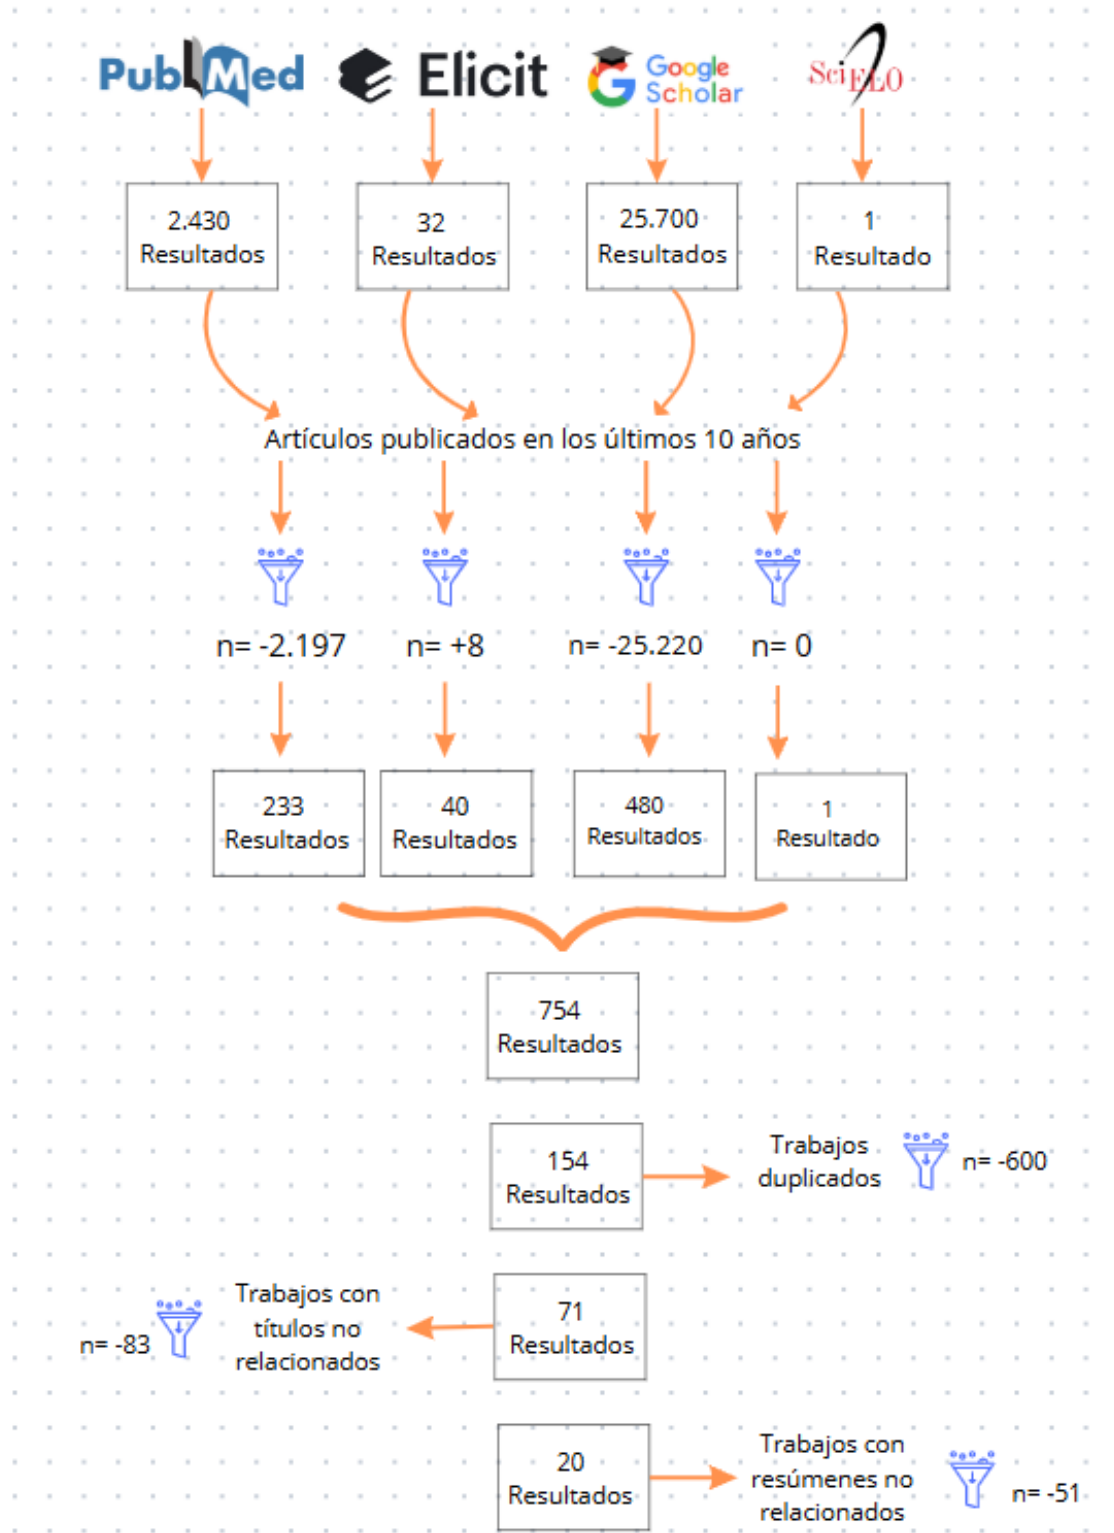 PubMed
Elicit
Google
Scholar
SciELO
2.430
Resultados
32
Resultados
25.700
Resultados
1
Resultado
Artículos publicados en los últimos 10 años
n= -2.197
n= +8
n= -25.220
n= 0
233
Resultados
40
Resultados
480
Resultados
1
Resultado
754
Resultados
154
Resultados
Trabajos
duplicados
n= -600
71
Resultados
Trabajos con
títulos no
relacionados
n= -83
20
Resultados
Trabajos con
resúmenes no
relacionados
n= -51